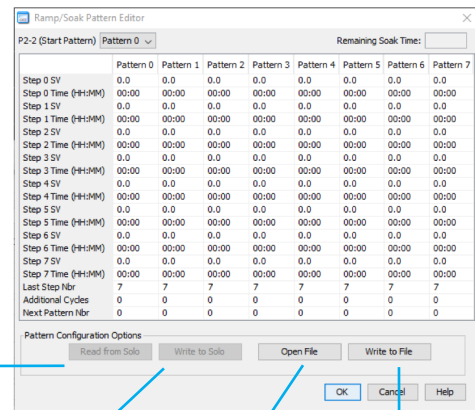 Ramp/Soak Pattern Editor
P2-2 (Start Pattern) Pattern 0 Remaining Soak Time:
Pattern 0 Pattern 1 Pattern 2 Pattern 3 Pattern 4 Pattern 5 Pattern 6 Pattern 7
Step 0 SV 0.0 0.0 0.0 0.0 0.0 0.0 0.0 0.0
Step 0 Time (HH:MM) 00:00 00:00 00:00 00:00 00:00 00:00 00:00 00:00
Step 1 SV 0.0 0.0 0.0 0.0 0.0 0.0 0.0 0.0
Step 1 Time (HH:MM) 00:00 00:00 00:00 00:00 00:00 00:00 00:00 00:00
Step 2 SV 0.0 0.0 0.0 0.0 0.0 0.0 0.0 0.0
Step 2 Time (HH:MM) 00:00 00:00 00:00 00:00 00:00 00:00 00:00 00:00
Step 3 SV 0.0 0.0 0.0 0.0 0.0 0.0 0.0 0.0
Step 3 Time (HH:MM) 00:00 00:00 00:00 00:00 00:00 00:00 00:00 00:00
Step 4 SV 0.0 0.0 0.0 0.0 0.0 0.0 0.0 0.0
Step 4 Time (HH:MM) 00:00 00:00 00:00 00:00 00:00 00:00 00:00 00:00
Step 5 SV 0.0 0.0 0.0 0.0 0.0 0.0 0.0 0.0
Step 5 Time (HH:MM) 00:00 00:00 00:00 00:00 00:00 00:00 00:00 00:00
Step 6 SV 0.0 0.0 0.0 0.0 0.0 0.0 0.0 0.0
Step 6 Time (HH:MM) 00:00 00:00 00:00 00:00 00:00 00:00 00:00 00:00
Step 7 SV 0.0 0.0 0.0 0.0 0.0 0.0 0.0 0.0
Step 7 Time (HH:MM) 00:00 00:00 00:00 00:00 00:00 00:00 00:00 00:00
Last Step Nbr 7 7 7 7 7 7 7 7
Additional Cycles 0 0 0 0 0 0 0 0
Next Pattern Nbr 0 0 0 0 0 0 0 0
Pattern Configuration Options
Read from Solo Write to Solo Open File Write to File
OK Cancel Help